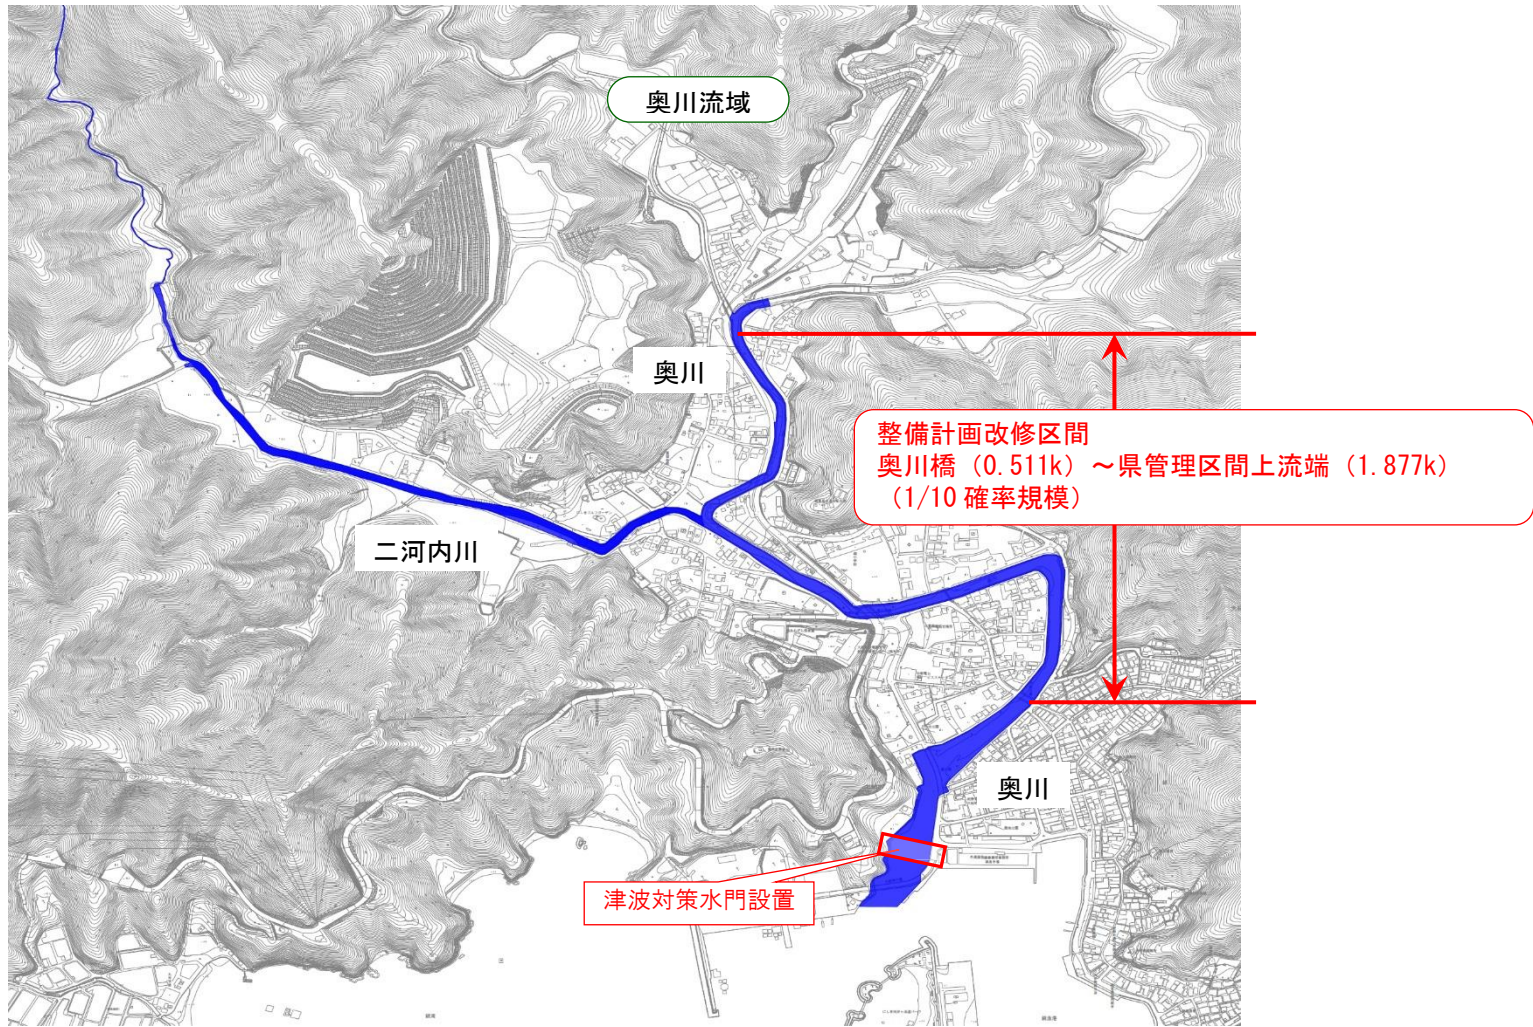 奥川流域
奥川
整備計画改修区間
奥川橋（0.511k）～県管理区間上流端（1.877k）
（1/10 確率規模）
二河内川
奥川
津波対策水門設置